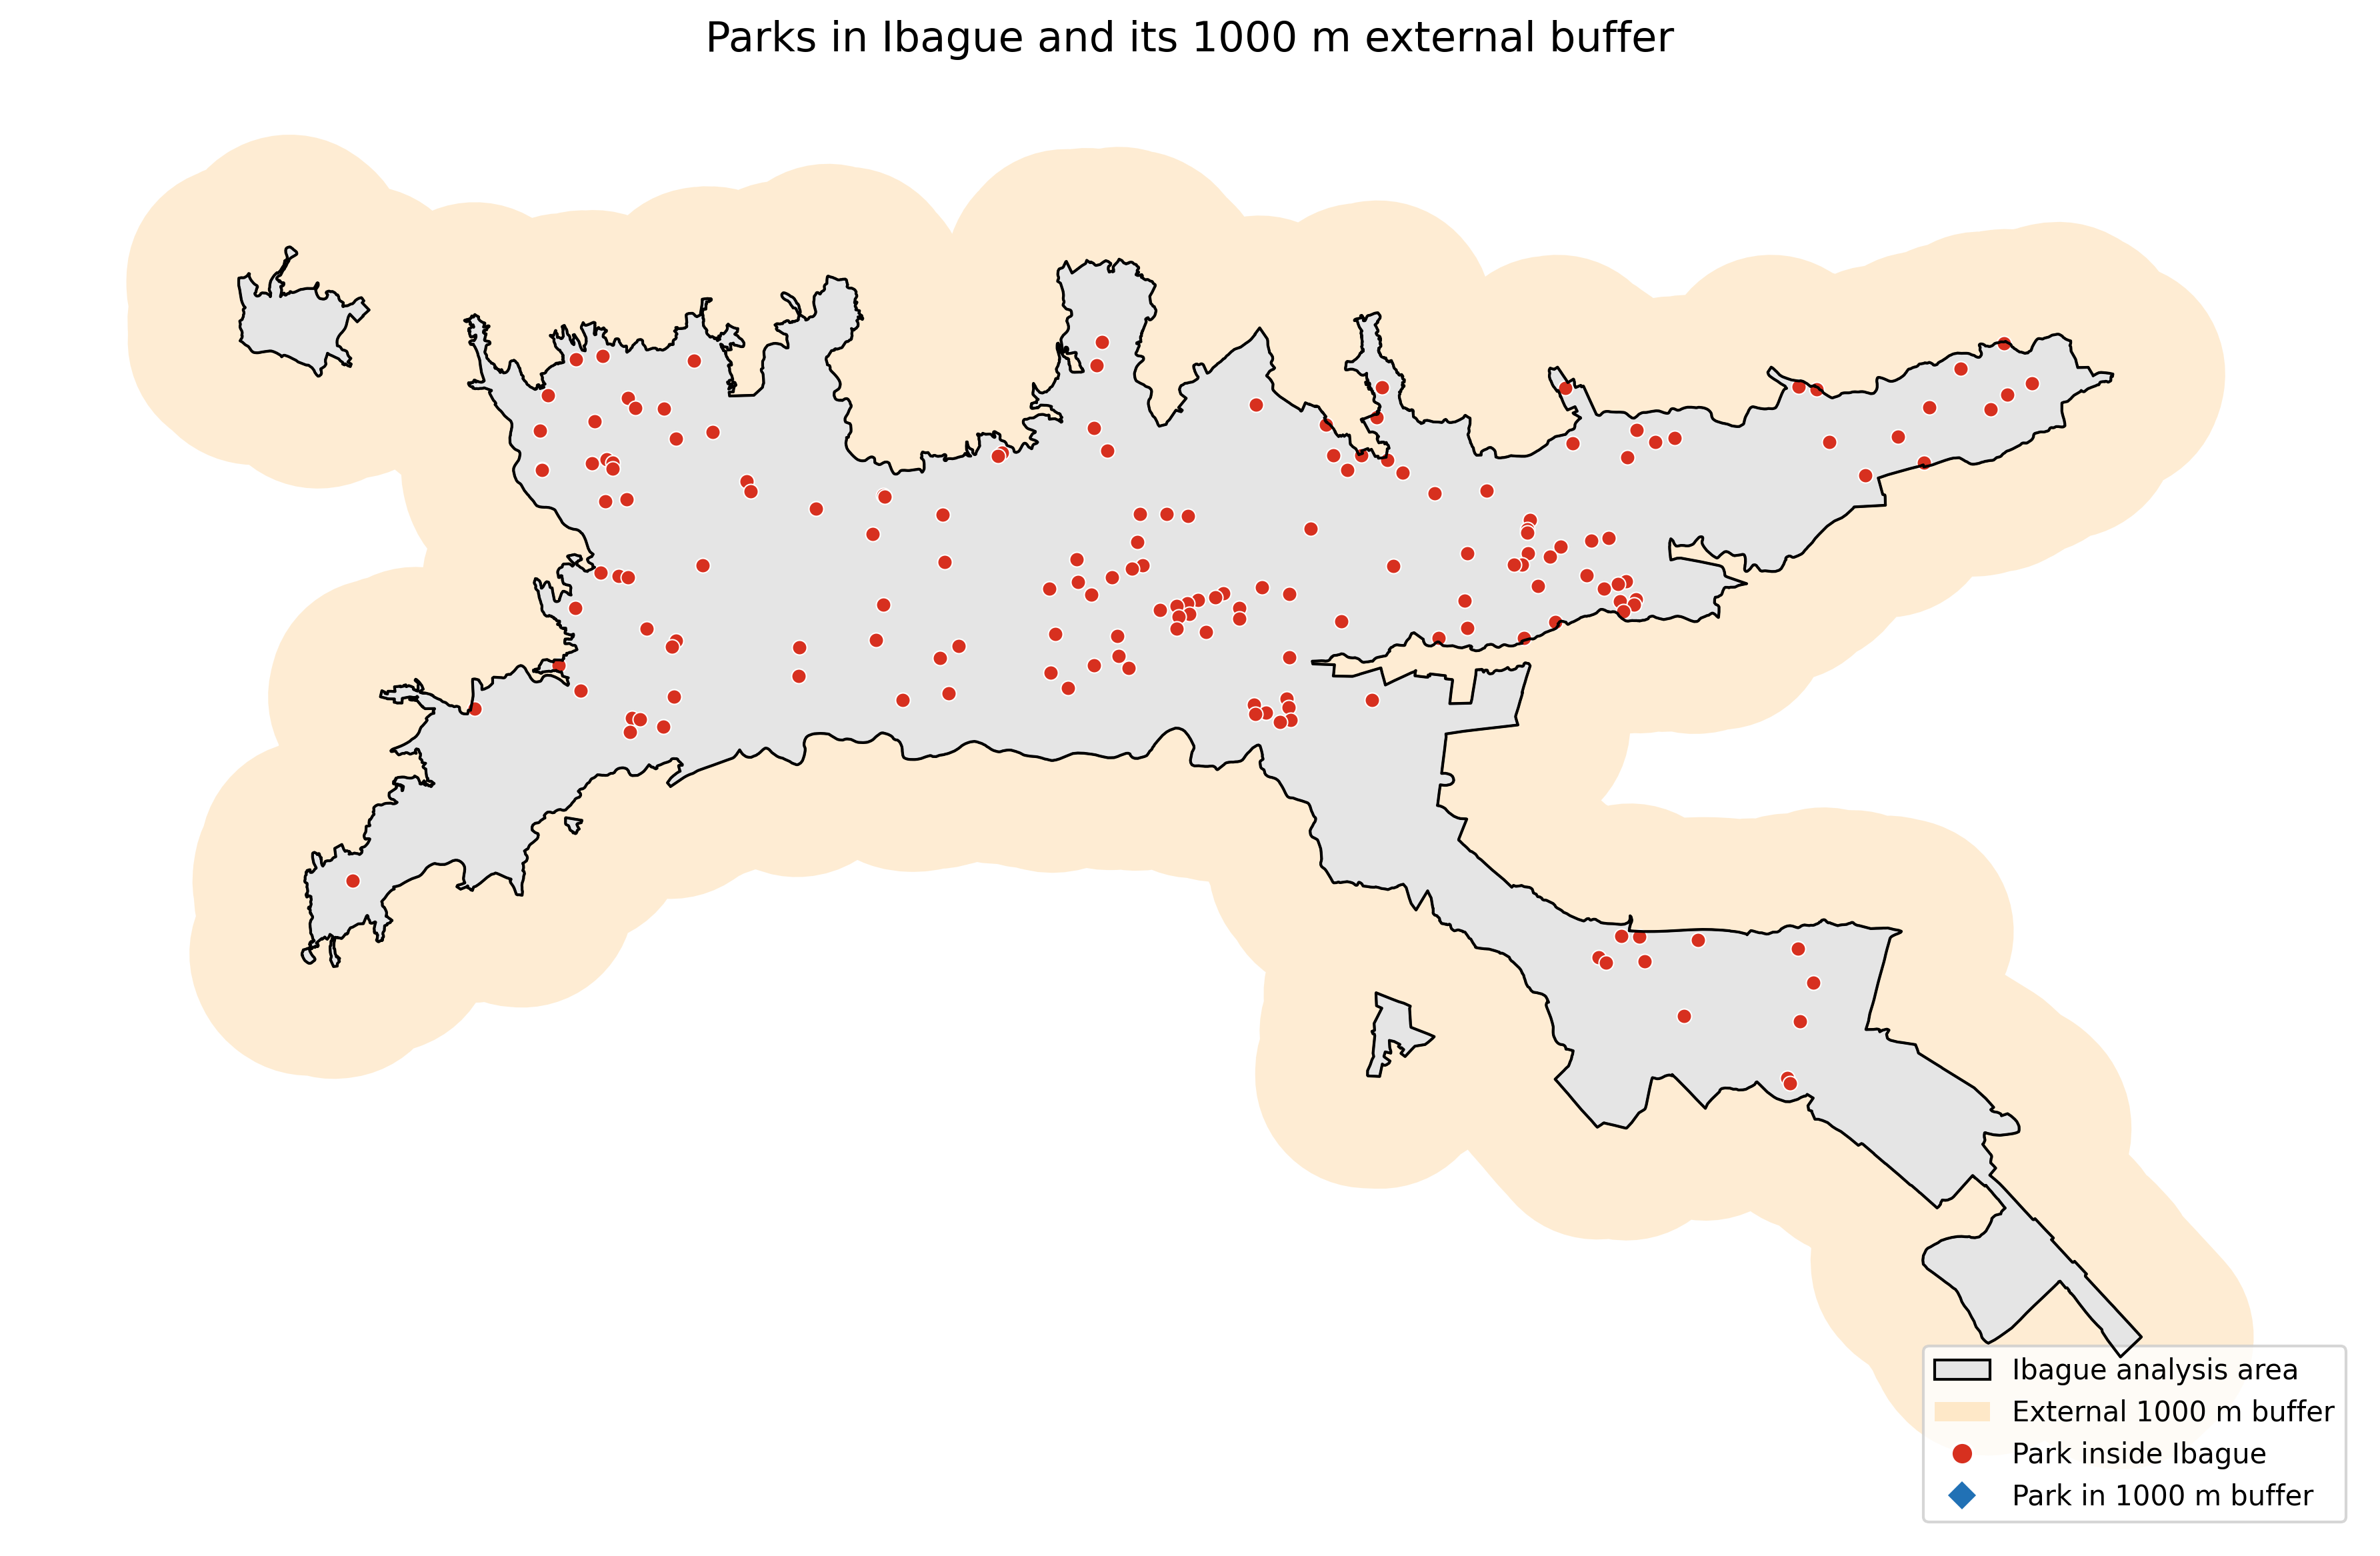 Parks in Ibague and its 1000 m external buffer
Ibague analysis area
External 1000 m buffer
Park inside Ibague
Park in 1000 m buffer